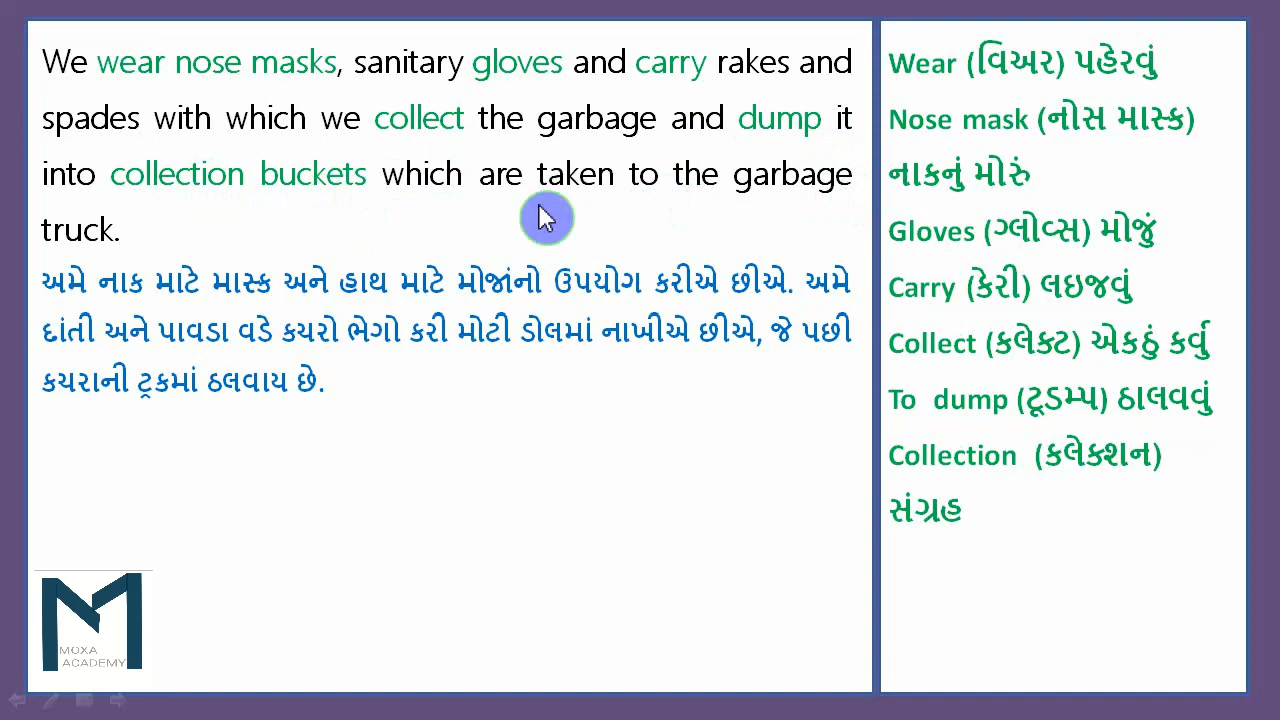 We wear nose masks, sanitary gloves and carry rakes and
spades with which we collect the garbage and dump it
into collection buckets which are taken to the garbage
truck.
અમે નાક માટે માસ્ક અને હાથ માટે મોજાંનો ઉપયોગ કરીએ છીએ. અમે
દાંતી અને પાવડા વડે કચરો ભેગો કરી મોટી ડોલમાં નાખીએ છીએ, જે પછી
કચરાની ટ્રકમાં ઠલવાય છે.
Wear (વિઅર) પહેરવું
Nose mask (નોસ માસ્ક)
નાકનું મોરું
Gloves (ગ્લોવ્સ) મોજું
Carry (કેરી) લઇજવું
Collect (કલેક્ટ) એકઠું કર્વું
To dump (ટૂડમ્પ) ઠાલવવું
Collection (કલેક્શન)
સંગ્રહ
MOXA
ACADEMY